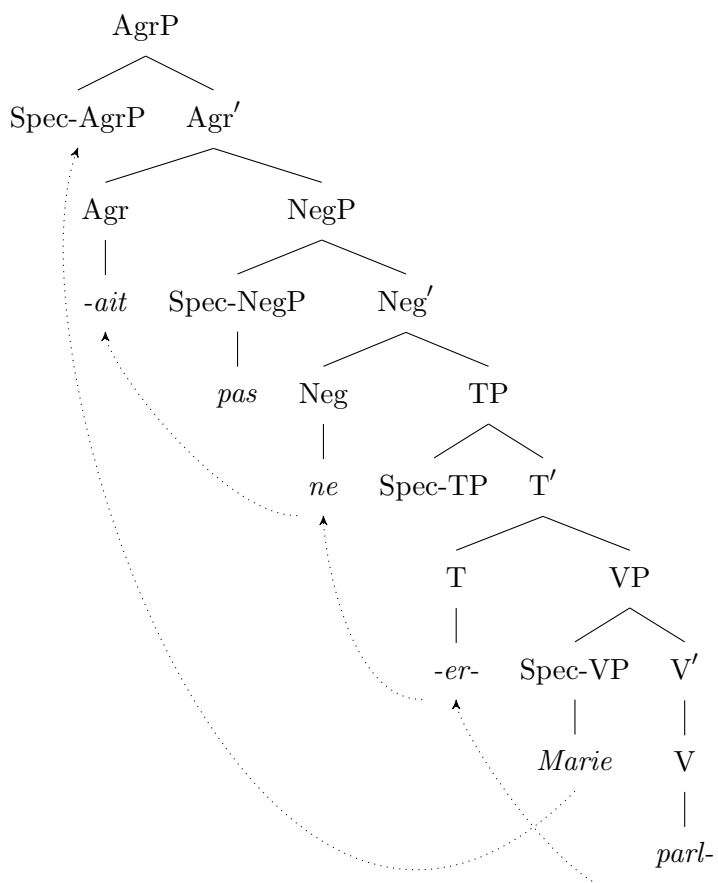 AgrP
Spec-AgrP Agr′
Agr NegP
-ait Spec-NegP Neg′
pas Neg TP
ne Spec-TP T′
T VP
-er- Spec-VP V′
Marie V
parl-